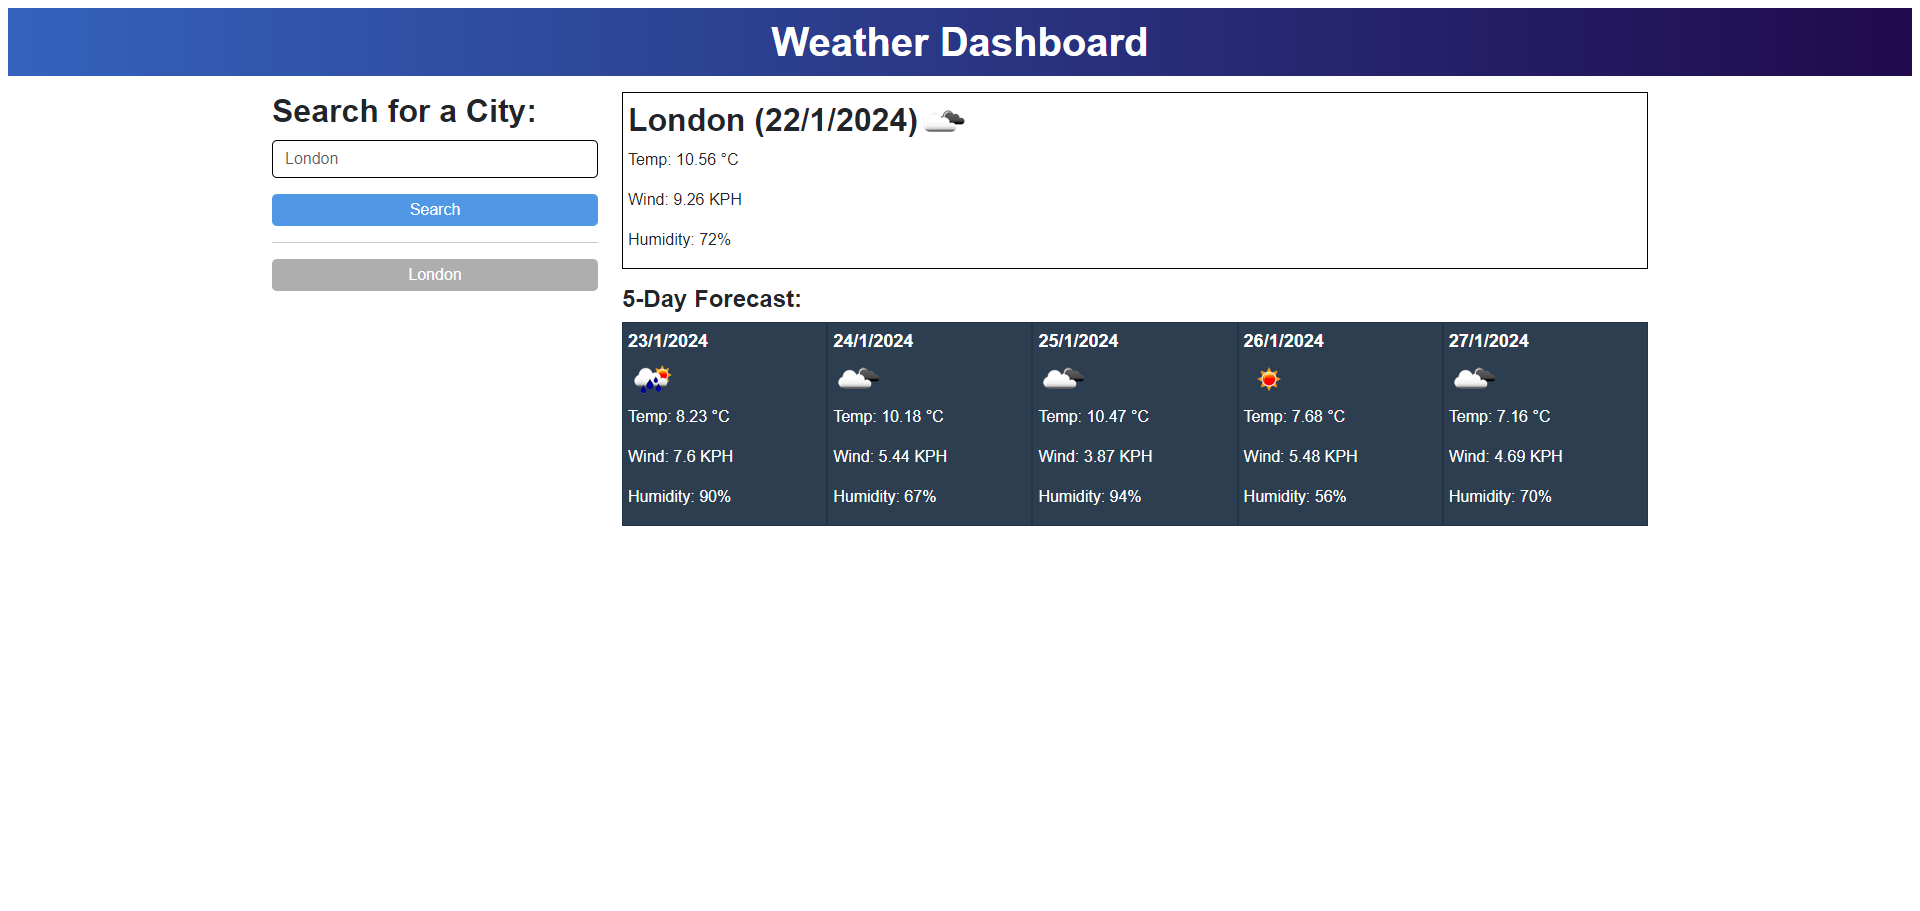 Weather Dashboard
Search for a City:
London
Search
London
London (22/1/2024)
Temp: 10.56 °C
Wind: 9.26 KPH
Humidity: 72%
5-Day Forecast:
23/1/2024
Temp: 8.23 °C
Wind: 7.6 KPH
Humidity: 90%
24/1/2024
Temp: 10.18 °C
Wind: 5.44 KPH
Humidity: 67%
25/1/2024
Temp: 10.47 °C
Wind: 3.87 KPH
Humidity: 94%
26/1/2024
Temp: 7.68 °C
Wind: 5.48 KPH
Humidity: 56%
27/1/2024
Temp: 7.16 °C
Wind: 4.69 KPH
Humidity: 70%